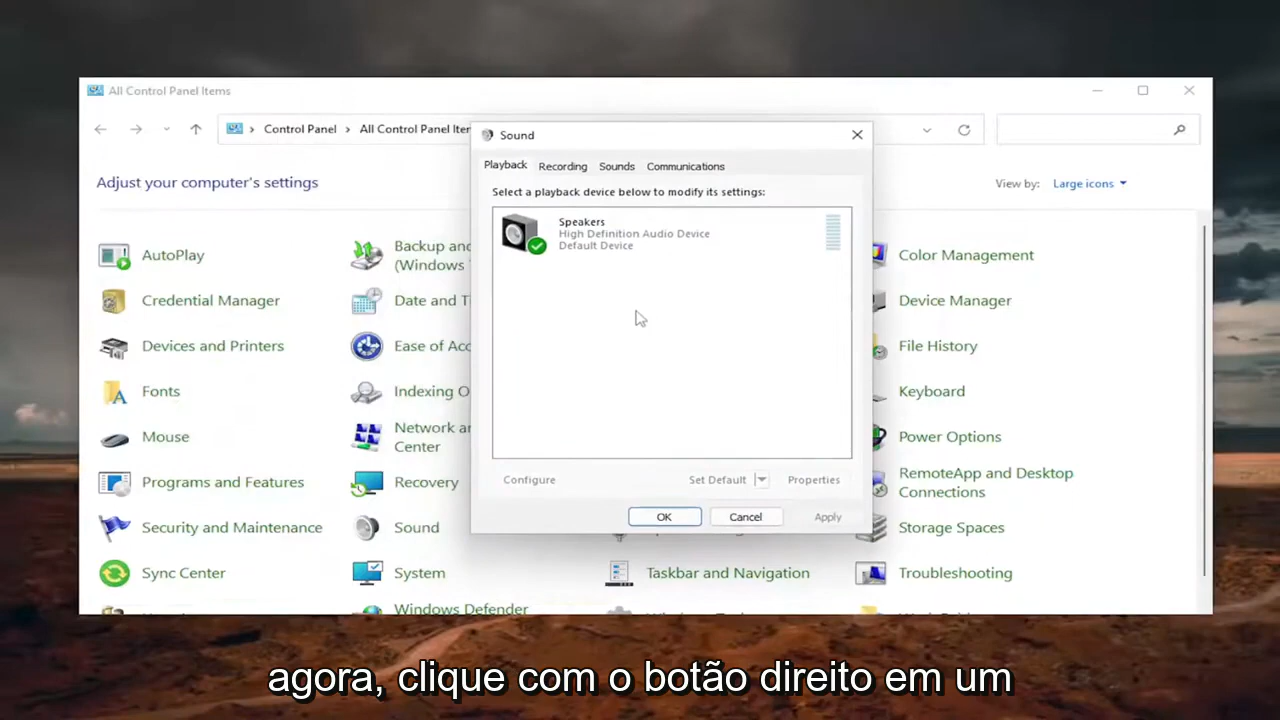 All Control Panel Items
Control Panel
All Control Panel
Adjust your computer's settings
View by:
Large icons
Sound
Playback
Recording
Sounds
Communications
Select a playback device below to modify its settings:
Speakers
High Definition Audio Device
Default Device
Configure
Set Default
Properties
OK
Cancel
Apply
AutoPlay
Backup and
(Windows
Color Management
Credential Manager
Date and
Device Manager
Devices and Printers
Ease of
File History
Fonts
Indexing
Keyboard
Mouse
Network
Center
Power Options
Programs and Features
Recovery
RemoteApp and Desktop
Connections
Security and Maintenance
Sound
Storage Spaces
Sync Center
System
Taskbar and Navigation
Troubleshooting
Windows Defender
agora, clique com o botão direito em um